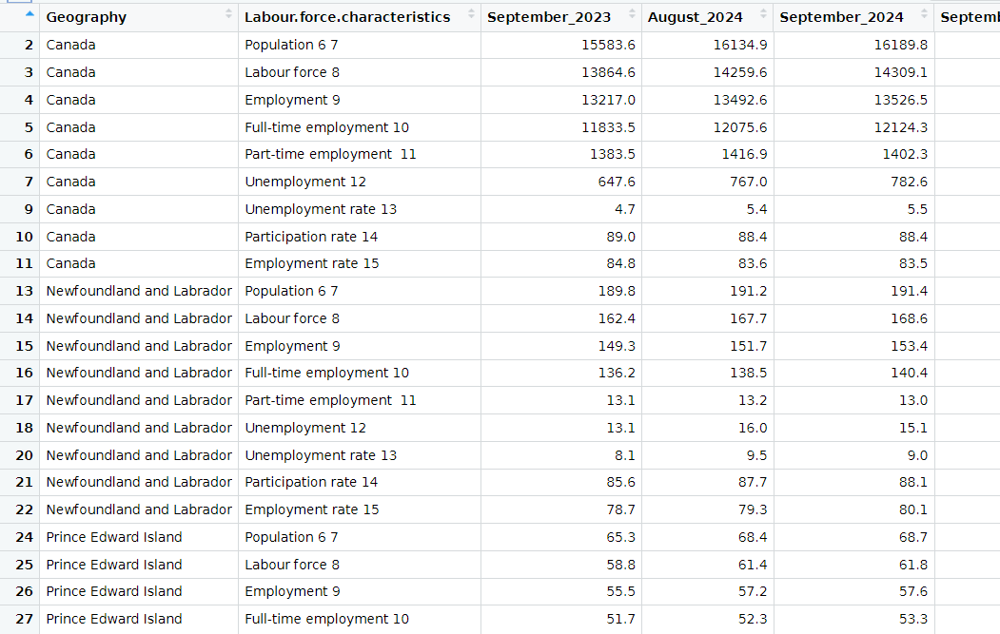 Geography Labour.force.characteristics September_2023 August_2024 September_2024 Septem
2 Canada Population 6 7 15583.6 16134.9 16189.8
3 Canada Labour force 8 13864.6 14259.6 14309.1
4 Canada Employment 9 13217.0 13492.6 13526.5
5 Canada Full-time employment 10 11833.5 12075.6 12124.3
6 Canada Part-time employment  11 1383.5 1416.9 1402.3
7 Canada Unemployment 12 647.6 767.0 782.6
9 Canada Unemployment rate 13 4.7 5.4 5.5
10 Canada Participation rate 14 89.0 88.4 88.4
11 Canada Employment rate 15 84.8 83.6 83.5
13 Newfoundland and Labrador Population 6 7 189.8 191.2 191.4
14 Newfoundland and Labrador Labour force 8 162.4 167.7 168.6
15 Newfoundland and Labrador Employment 9 149.3 151.7 153.4
16 Newfoundland and Labrador Full-time employment 10 136.2 138.5 140.4
17 Newfoundland and Labrador Part-time employment  11 13.1 13.2 13.0
18 Newfoundland and Labrador Unemployment 12 13.1 16.0 15.1
20 Newfoundland and Labrador Unemployment rate 13 8.1 9.5 9.0
21 Newfoundland and Labrador Participation rate 14 85.6 87.7 88.1
22 Newfoundland and Labrador Employment rate 15 78.7 79.3 80.1
24 Prince Edward Island Population 6 7 65.3 68.4 68.7
25 Prince Edward Island Labour force 8 58.8 61.4 61.8
26 Prince Edward Island Employment 9 55.5 57.2 57.6
27 Prince Edward Island Full-time employment 10 51.7 52.3 53.3